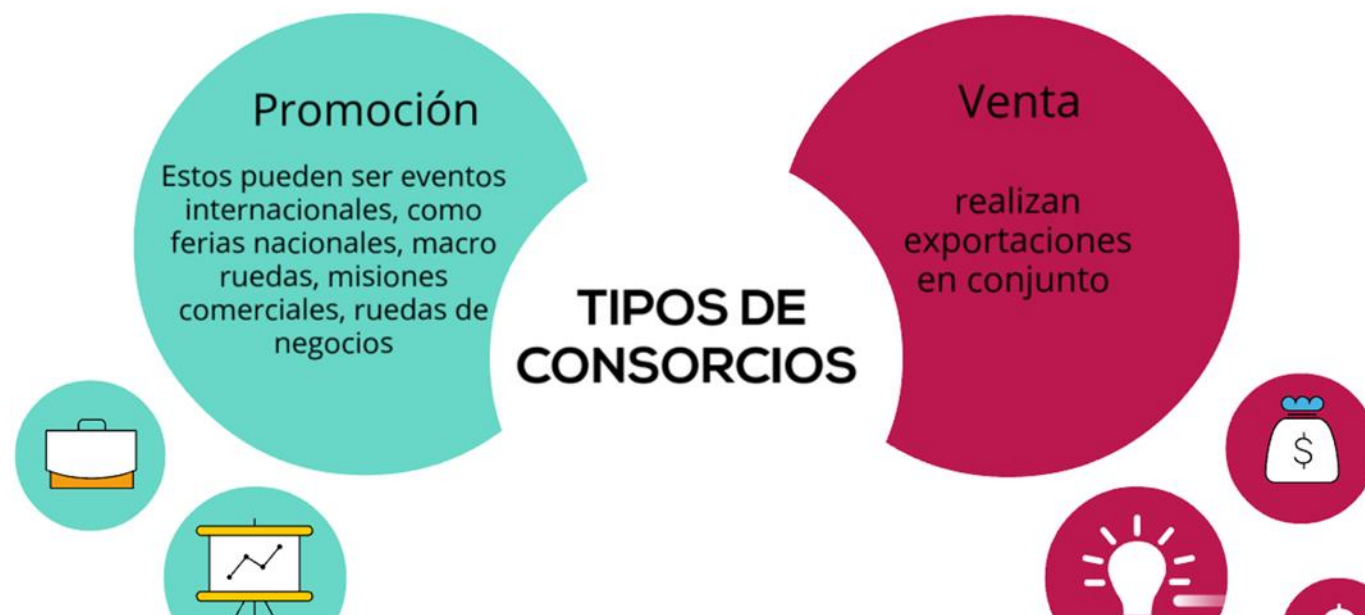 Promoción
Estos pueden ser eventos
internacionales, como
ferias nacionales, macro
ruedas, misiones
comerciales, ruedas de
negocios
TIPOS DE
CONSORCIOS
Venta
realizan
exportaciones
en conjunto
$